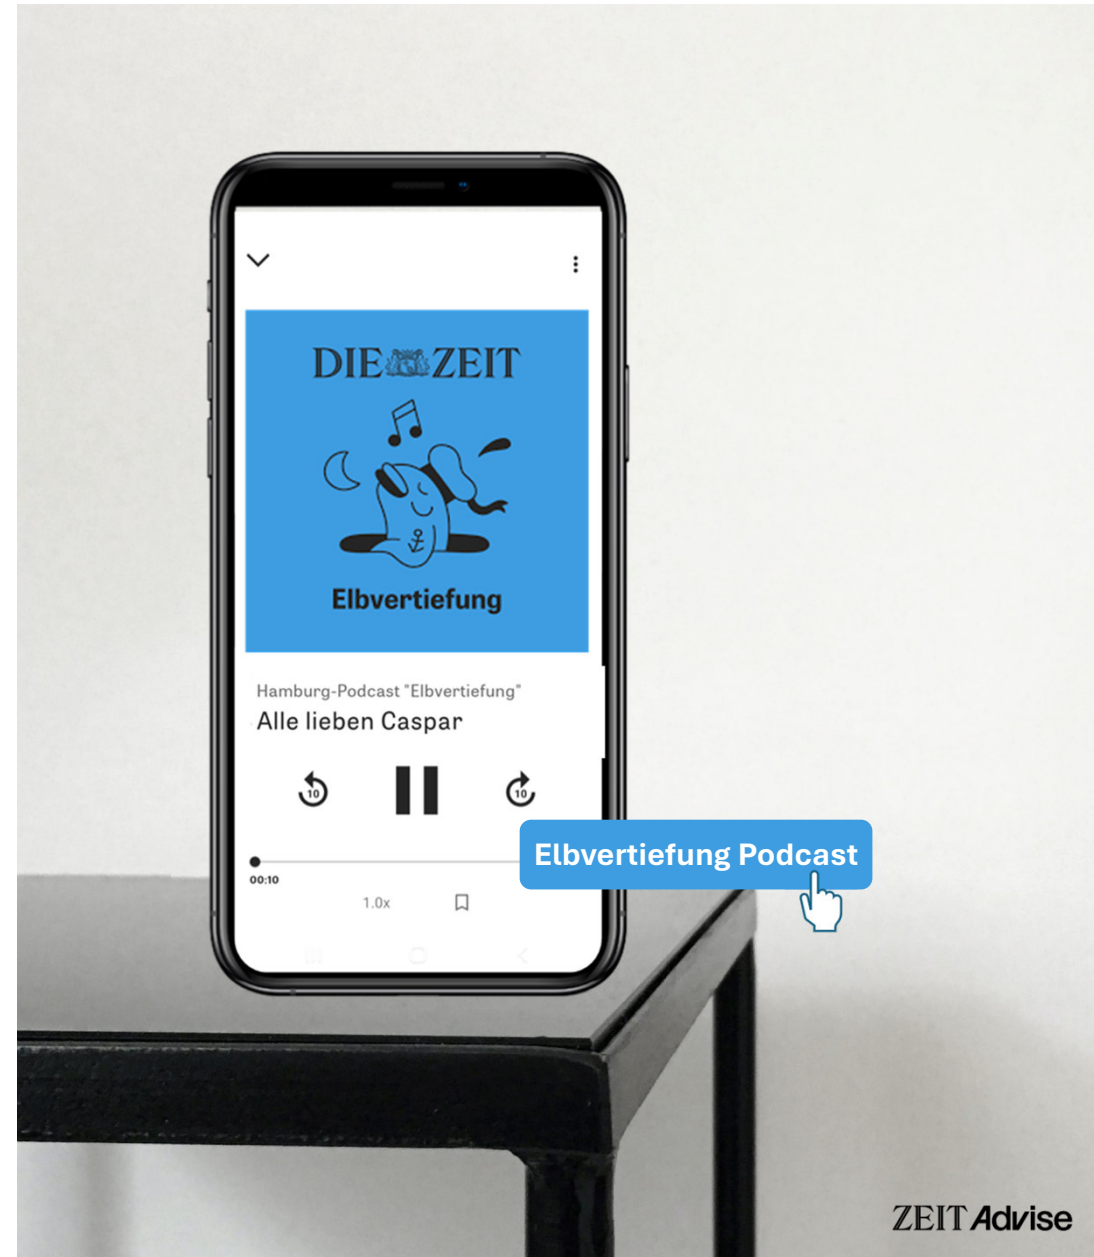 DIE ZEIT
Elbvertiefung
Hamburg-Podcast "Elbvertiefung"
Alle lieben Caspar
10
10
Elbvertiefung Podcast
00:10
1.0x
ZEIT Advise